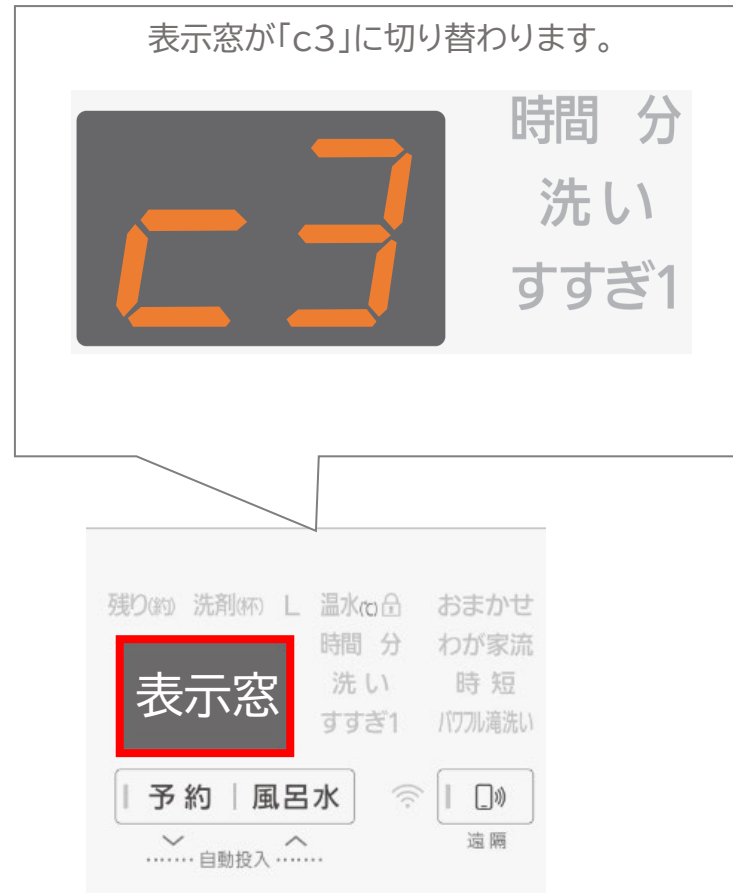 表示窓が「c3」に切り替わります。
c3
時間 分
洗い
すすぎ1
残り(約) 洗剤(杯) L 温水(℃) おまかせ
時間 分 わが家流
表示窓 洗い 時短
すすぎ1 パワフル滝洗い
予約 風呂水
遠隔
自動投入